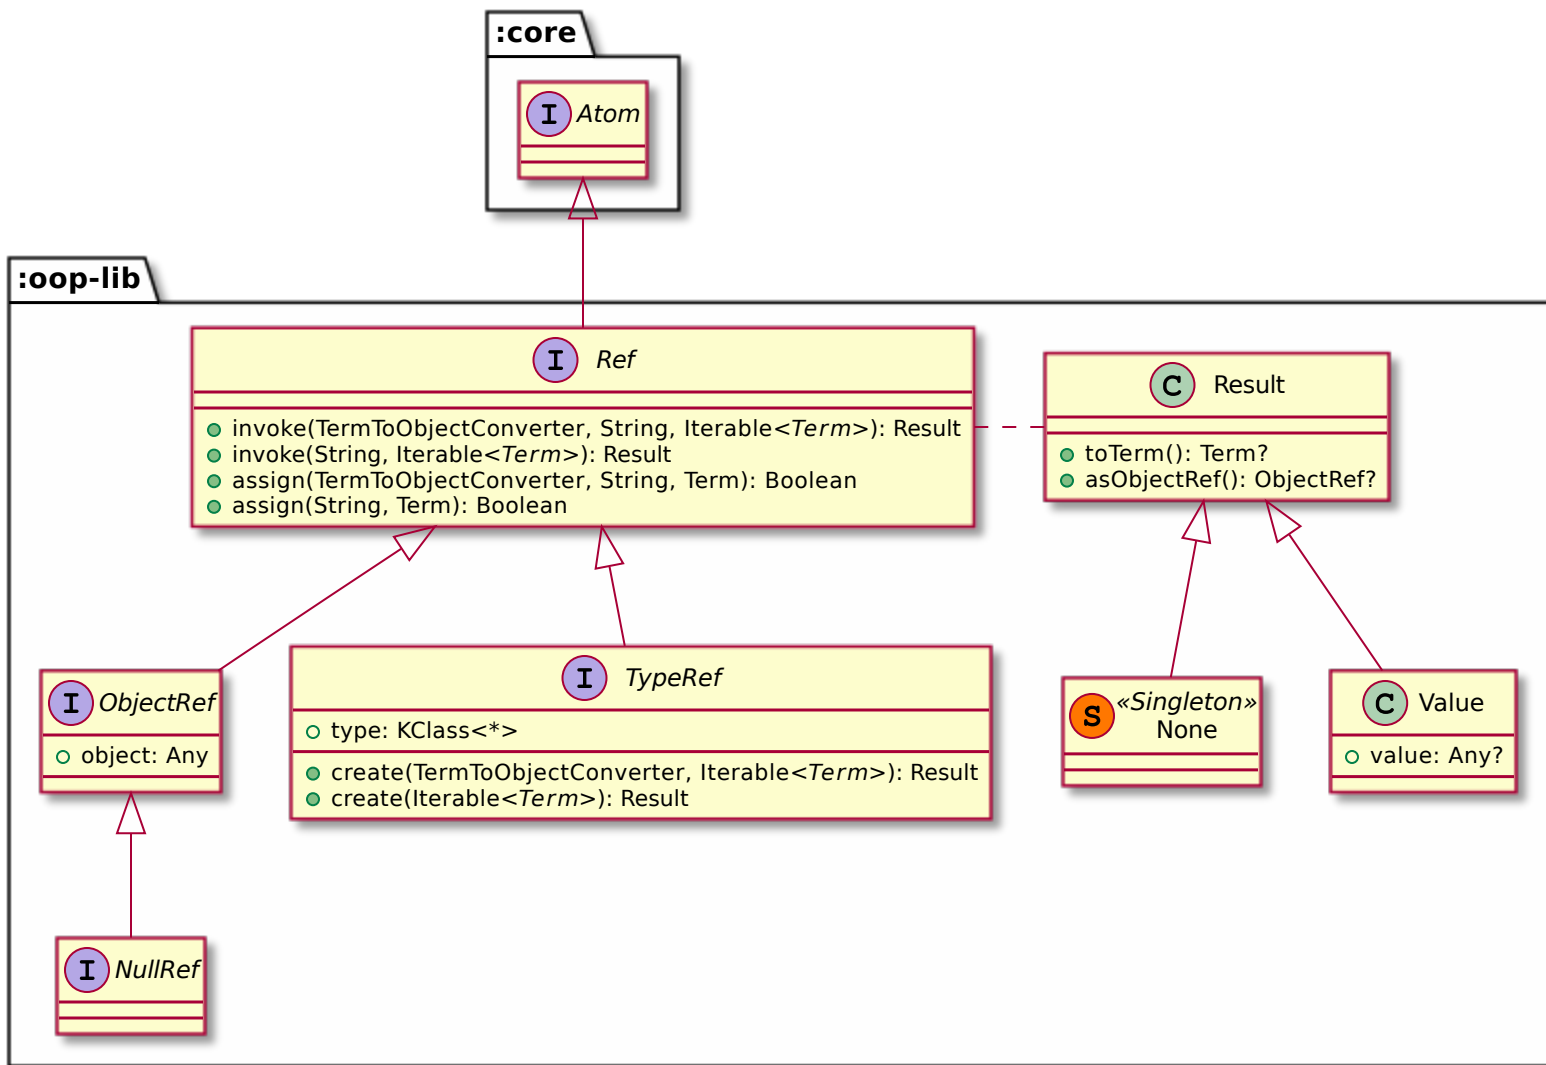 :core
I Atom
:oop-lib
I Ref
invoke(TermToObjectConverter, String, Iterable<Term>): Result
invoke(String, Iterable<Term>): Result
assign(TermToObjectConverter, String, Term): Boolean
assign(String, Term): Boolean
C Result
toTerm(): Term?
asObjectRef(): ObjectRef?
I ObjectRef
object: Any
I TypeRef
type: KClass<*>
create(TermToObjectConverter, Iterable<Term>): Result
create(Iterable<Term>): Result
S «Singleton»
None
C Value
value: Any?
I NullRef